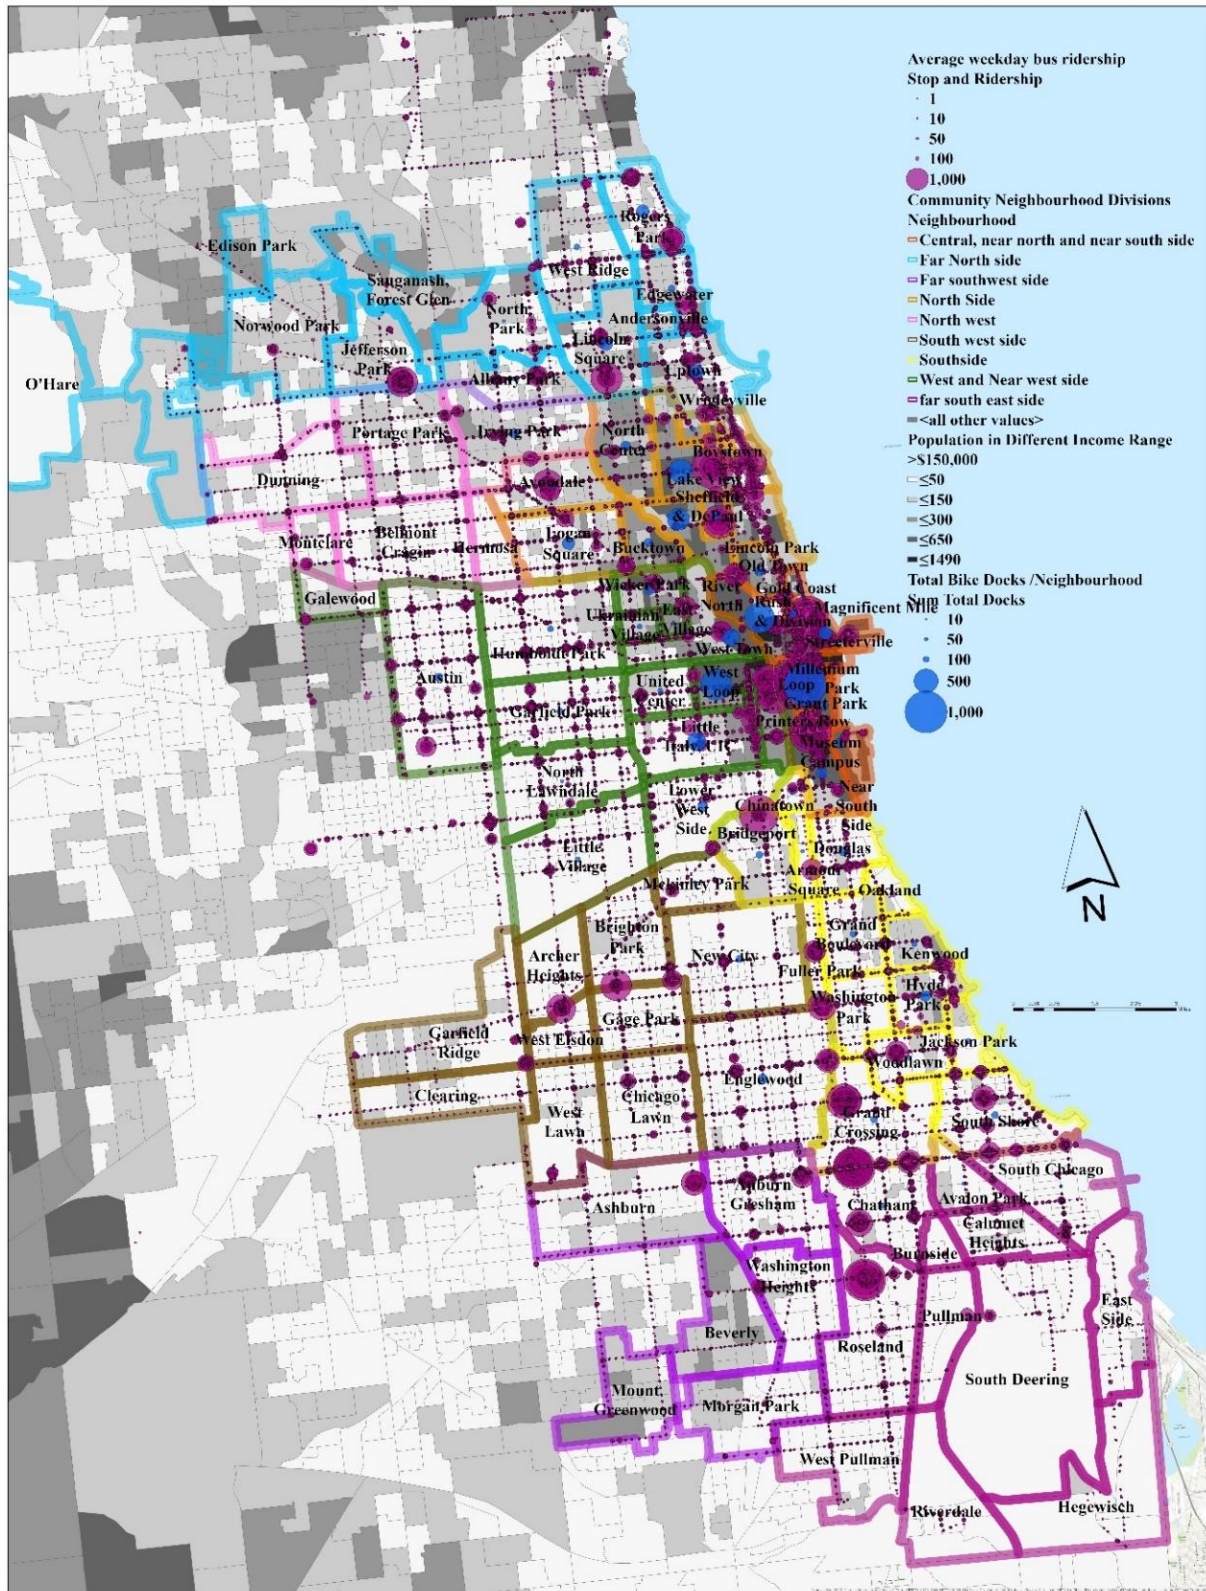 Average weekday bus ridership
Stop and Ridership
1
10
50
100
1,000
Community Neighbourhood Divisions
Neighbourhood
Central, near north and near south side
Far North side
Far southwest side
North Side
North west
South west side
Southside
West and Near west side
far south east side
<all other values>
Population in Different Income Range
>$150,000
≤50
≤150
≤300
≤650
≤1490
Total Bike Docks /Neighbourhood
Sum Total Docks
10
50
100
500
1,000
Rogers
Park
Edison Park
West Ridge
Sauganash,
Forest Glen
Edgewater
North
Park
Andersonville
Norwood Park
Lincoln
Square
Jefferson
Park
Uptown
Albany Park
O'Hare
Wrigleyville
Portage Park
Irving Park
North
Center
Boystown
Dunning
Avondale
Lake View
Sheffield
& DePaul
Montclare
Belmont
Cragin
Hermosa
Logan
Square
Bucktown
Lincoln Park
Old Town
Galewood
Wicker Park
River
North
Gold Coast
Rush
& Division
Magnificent Mile
Ukrainian
Village
East
Village
Streeterville
Humboldt Park
West Town
Austin
United
Center
West
Loop
Millenium
Park
Loop
Garfield Park
Grant Park
Little
Italy, UIC
Printers Row
Museum
Campus
North
Lawndale
Lower
West
Side
Chinatown
Near
South
Side
Bridgeport
Little
Village
Douglas
Mckinley Park
Armour
Square
Oakland
Brighton
Park
Grand
Boulevard
Archer
Heights
New City
Kenwood
Fuller Park
Hyde
Park
Washington
Park
Gage Park
Garfield
Ridge
West Elsdon
Jackson Park
Woodlawn
Clearing
Chicago
Lawn
Englewood
West
Lawn
Grand
Crossing
South Shore
South Chicago
Ashburn
Auburn
Gresham
Chatham
Avalon Park
Calumet
Heights
Burnside
Washington
Heights
East
Side
Beverly
Pullman
Roseland
South Deering
Mount
Greenwood
Morgan Park
West Pullman
Riverdale
Hegewisch
N